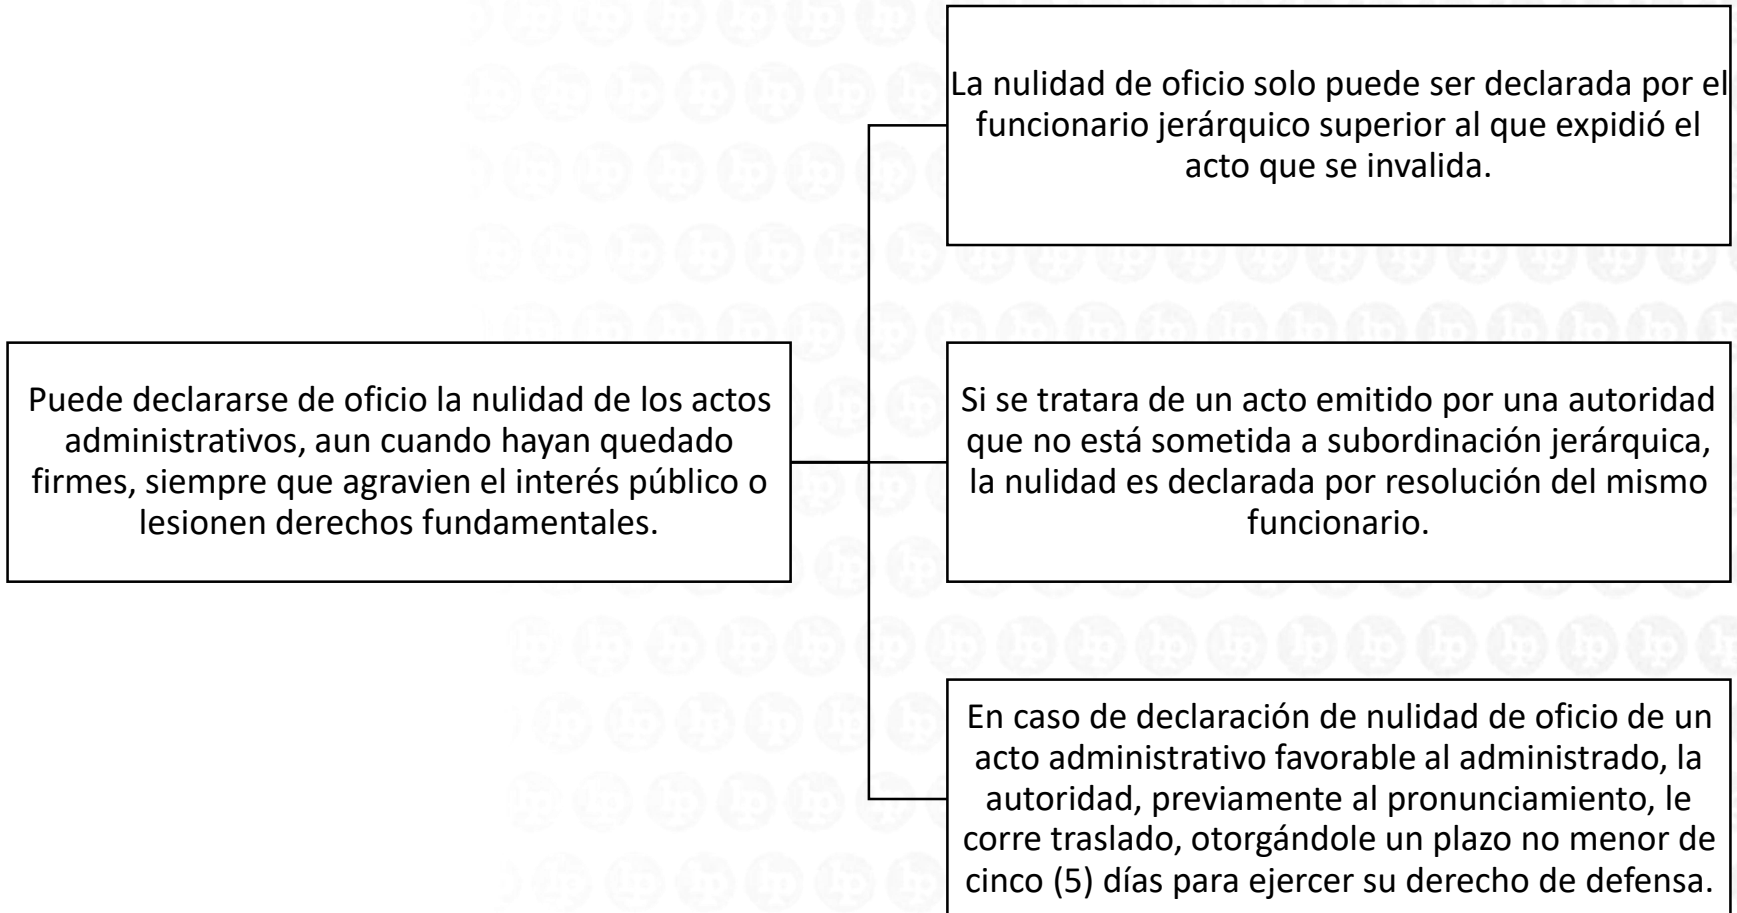 La nulidad de oficio solo puede ser declarada por el
funcionario jerárquico superior al que expidió el
acto que se invalida.
Puede declararse de oficio la nulidad de los actos
administrativos, aun cuando hayan quedado
firmes, siempre que agravien el interés público o
lesionen derechos fundamentales.
Si se tratara de un acto emitido por una autoridad
que no está sometida a subordinación jerárquica,
la nulidad es declarada por resolución del mismo
funcionario.
En caso de declaración de nulidad de oficio de un
acto administrativo favorable al administrado, la
autoridad, previamente al pronunciamiento, le
corre traslado, otorgándole un plazo no menor de
cinco (5) días para ejercer su derecho de defensa.